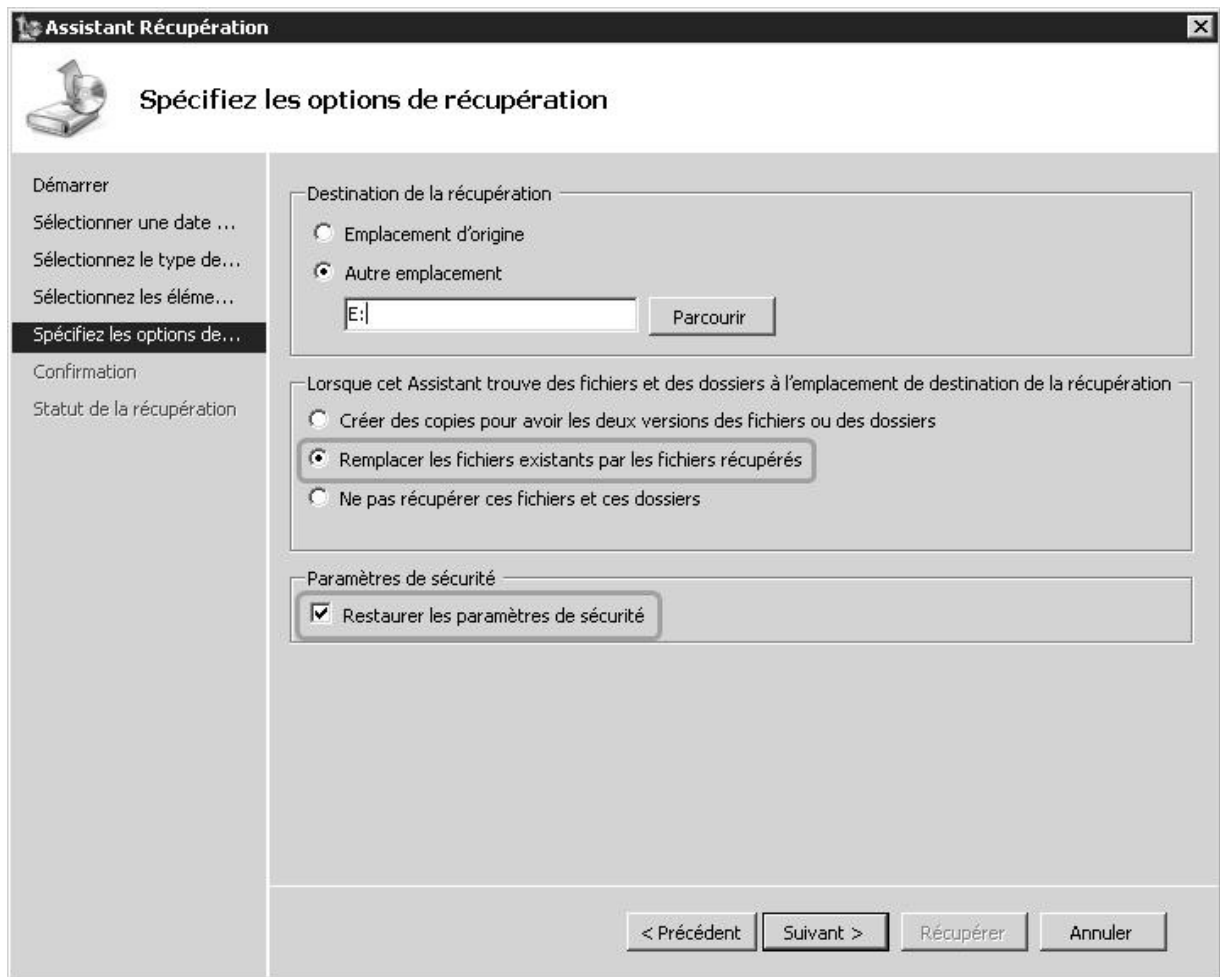 Assistant Récupération
Spécifiez les options de récupération
Démarrer
Sélectionner une date ...
Sélectionnez le type de...
Sélectionnez les éléme...
Spécifiez les options de...
Confirmation
Statut de la récupération
Destination de la récupération
Emplacement d'origine
Autre emplacement
E:
Parcourir
Lorsque cet Assistant trouve des fichiers et des dossiers à l'emplacement de destination de la récupération
Créer des copies pour avoir les deux versions des fichiers ou des dossiers
Remplacer les fichiers existants par les fichiers récupérés
Ne pas récupérer ces fichiers et ces dossiers
Paramètres de sécurité
Restaurer les paramètres de sécurité
< Précédent
Suivant >
Récupérer
Annuler